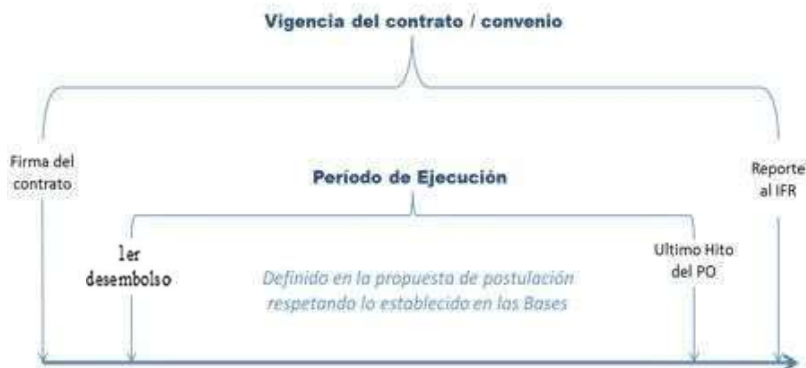 Vigencia del contrato / convenio
Firma del
contrato
Reporte
al IFR
Período de Ejecución
1er
desembolso
Ultimo Hito
del PO
Definido en la propuesta de postulación
respetando lo establecido en las Bases